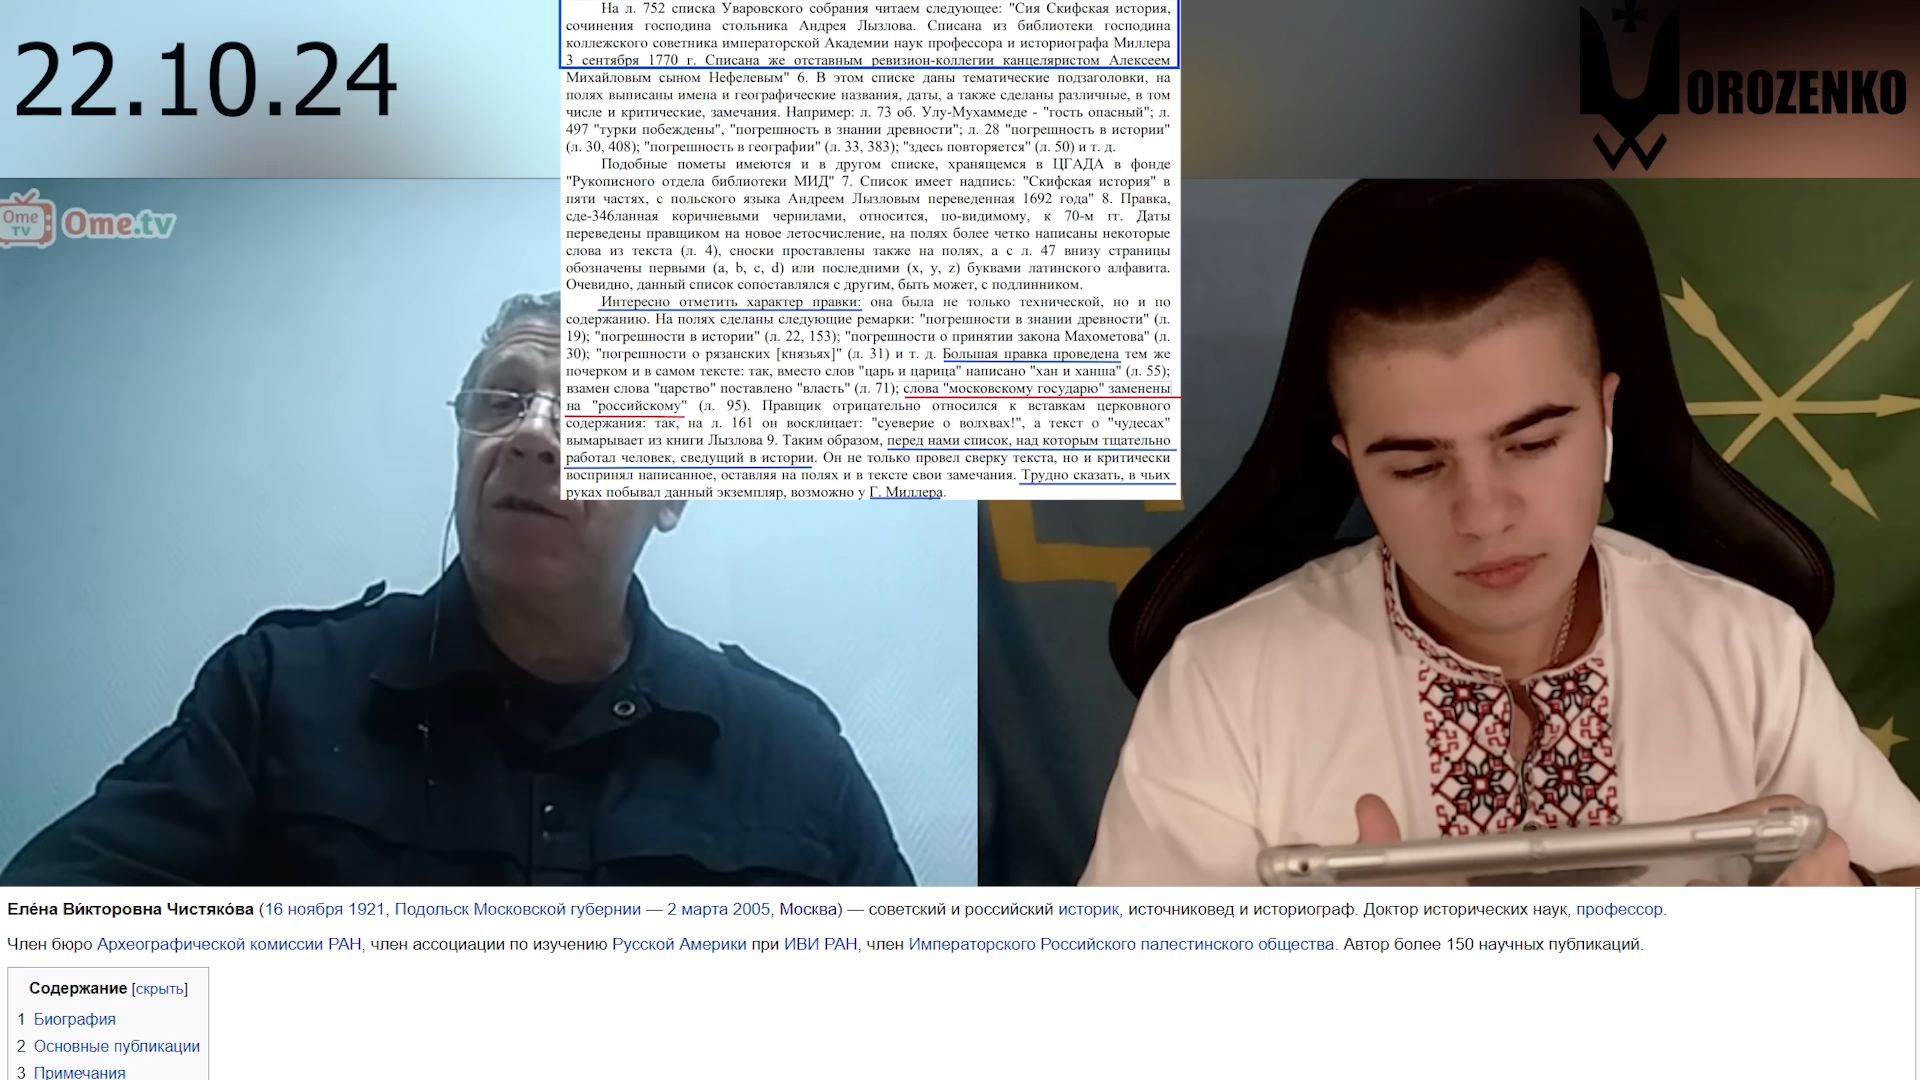 22.10.24
OROZENKO
Ome TV
Ome.tv
На л. 752 списка Уваровского собрания читаем следующее: "Сия Скифская история,
сочинения господина стольника Андрея Лызлова. Списана из библиотеки господина
коллежского советника императорской Академии наук профессора и историографа Миллера
3 сентября 1770 г. Списана же отставным ревизион-коллегии канцеляристом Алексеем
Михайловым сыном Нефелевым" 6. В этом списке даны тематические подзаголовки, на
полях выписаны имена и географические названия, даты, а также сделаны различные, в том
числе и критические, замечания. Например: л. 73 об. Улу-Мухаммеде - "гость опасный"; л.
497 "турки побеждены", "погрешность в знании древности"; л. 28 "погрешность в истории"
(л. 30, 408); "погрешность в географии" (л. 33, 383); "здесь повторяется" (л. 50) и т. д.
Подобные пометы имеются и в другом списке, хранящемся в ЦГАДА в фонде
"Рукописного отдела библиотеки МИД" 7. Список имеет надпись: "Скифская история" в
пяти частях, с польского языка Андреем Лызловым переведенная 1692 года" 8. Правка,
сде-346ланная коричневыми чернилами, относится, по-видимому, к 70-м гг. Даты
переведены правщиком на новое летосчисление, на полях более четко написаны некоторые
слова из текста (л. 4), сноски проставлены также на полях, а с л. 47 внизу страницы
обозначены первыми (a, b, c, d) или последними (x, y, z) буквами латинского алфавита.
Очевидно, данный список сопоставлялся с другим, быть может, с подлинником.
Интересно отметить характер правки: она была не только технической, но и по
содержанию. На полях сделаны следующие ремарки: "погрешности в знании древности" (л.
19); "погрешности в истории" (л. 22, 153); "погрешности о принятии закона Махометова" (л.
30); "погрешности о рязанских [князьях]" (л. 31) и т. д. Большая правка проведена тем же
почерком и в самом тексте: так, вместо слов "царь и царица" написано "хан и ханша" (л. 55);
взамен слова "царство" поставлено "власть" (л. 71); слова "московскому государю" заменены
на "российскому" (л. 95). Правщик отрицательно относился к вставкам церковного
содержания: так, на л. 161 он восклицает: "суеверие о волхвах!", а текст о "чудесах"
вымарывает из книги Лызлова 9. Таким образом, перед нами список, над которым тщательно
работал человек, сведущий в истории. Он не только провел сверку текста, но и критически
воспринял написанное, оставляя на полях и в тексте свои замечания. Трудно сказать, в чьих
руках побывал данный экземпляр, возможно у Г. Миллера.
Еле́на Ви́кторовна Чистяко́ва (16 ноября 1921, Подольск Московской губернии — 2 марта 2005, Москва) — советский и российский историк, источниковед и историограф. Доктор исторических наук, профессор.
Член бюро Археографической комиссии РАН, член ассоциации по изучению Русской Америки при ИВИ РАН, член Императорского Российского палестинского общества. Автор более 150 научных публикаций.
Содержание [скрыть]
1 Биография
2 Основные публикации
3 Примечания